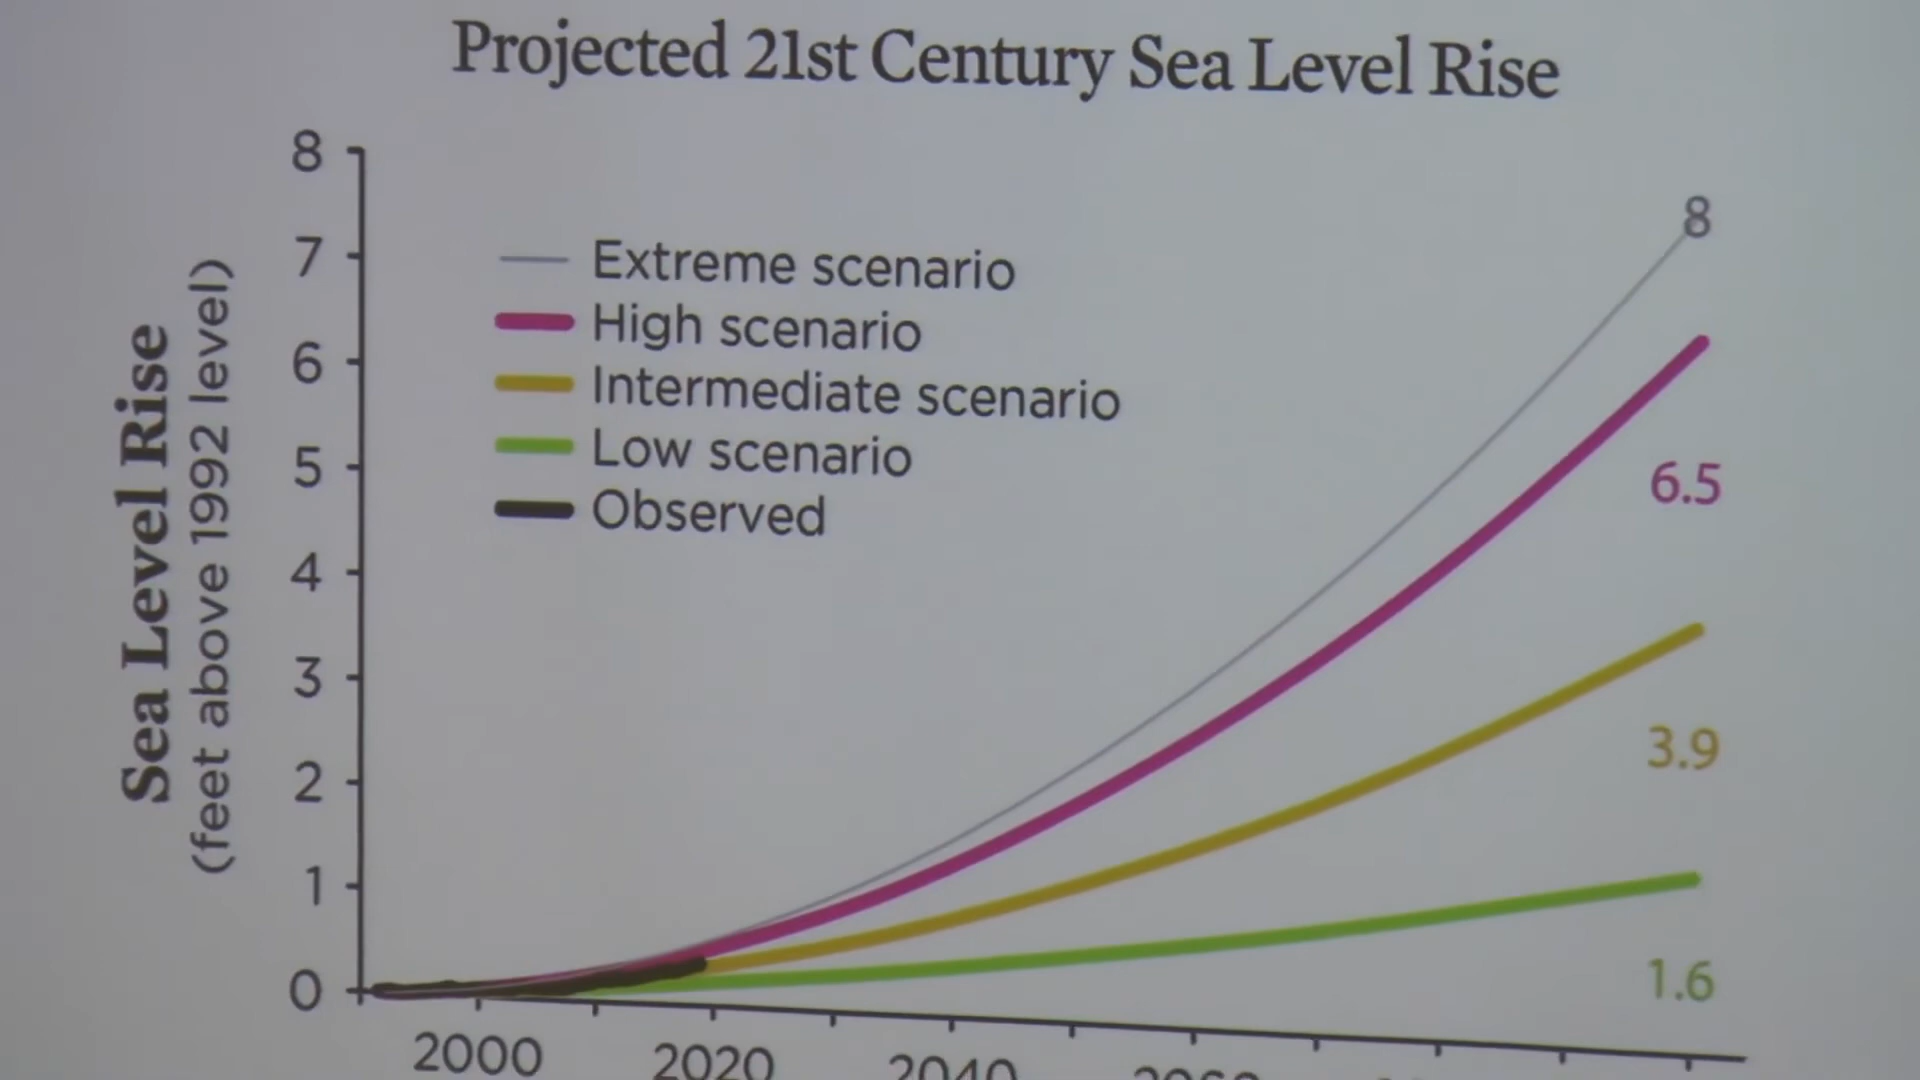 Projected 21st Century Sea Level Rise
Sea Level Rise
(feet above 1992 level)
8
7
6
5
4
3
2
1
0
Extreme scenario
High scenario
Intermediate scenario
Low scenario
Observed
8
6.5
3.9
1.6
2000 2020 2040 2060